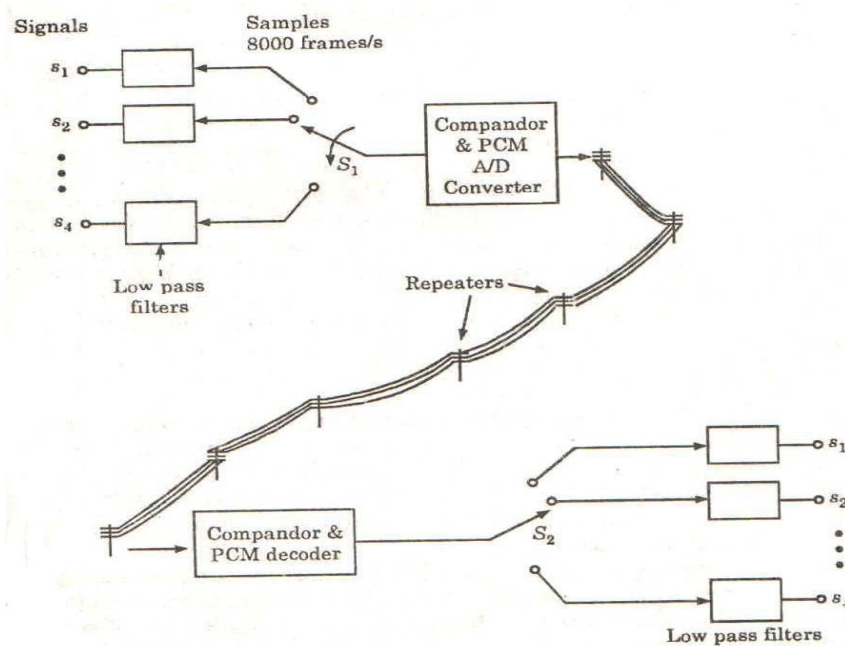 Signals
Samples
8000 frames/s
s1
s2
s4
S1
Compandor
& PCM
A/D
Converter
Low pass
filters
Repeaters
Compandor &
PCM decoder
S2
s1
s2
Low pass filters